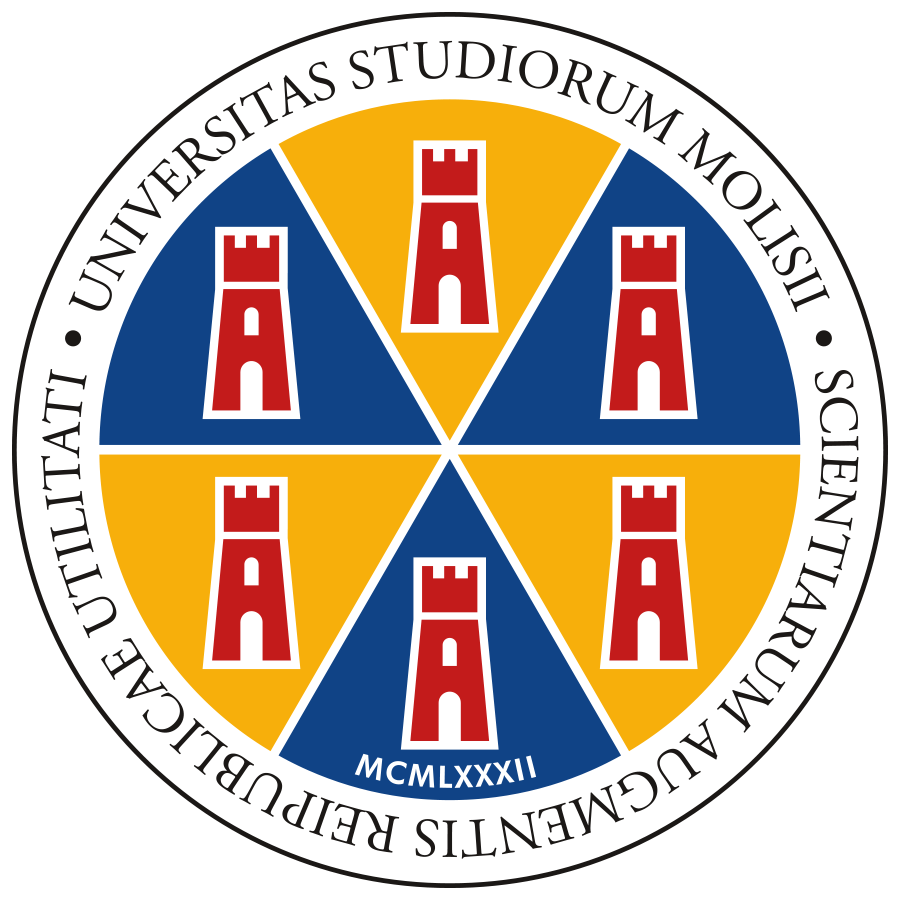 UNIVERSITAS STUDIORUM MOLISII
• SCIENTIARUM AUGMENTIS REIPUBLICAE UTILITATI •
MCMLXXXII